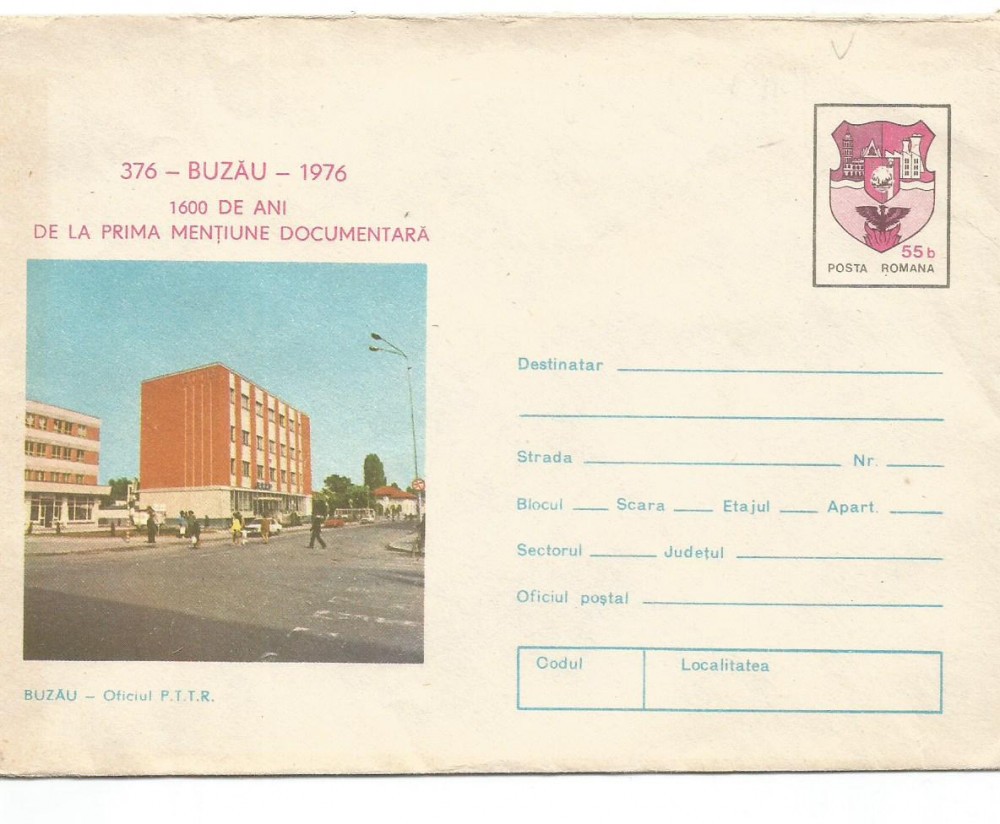 376 – BUZĂU – 1976
1600 DE ANI
DE LA PRIMA MENȚIUNE DOCUMENTARĂ
55 b
POSTA ROMANA
Destinatar
Strada Nr.
Blocul Scara Etajul Apart.
Sectorul Județul
Oficiul poștal
Codul Localitatea
BUZĂU – Oficiul P.T.T.R.